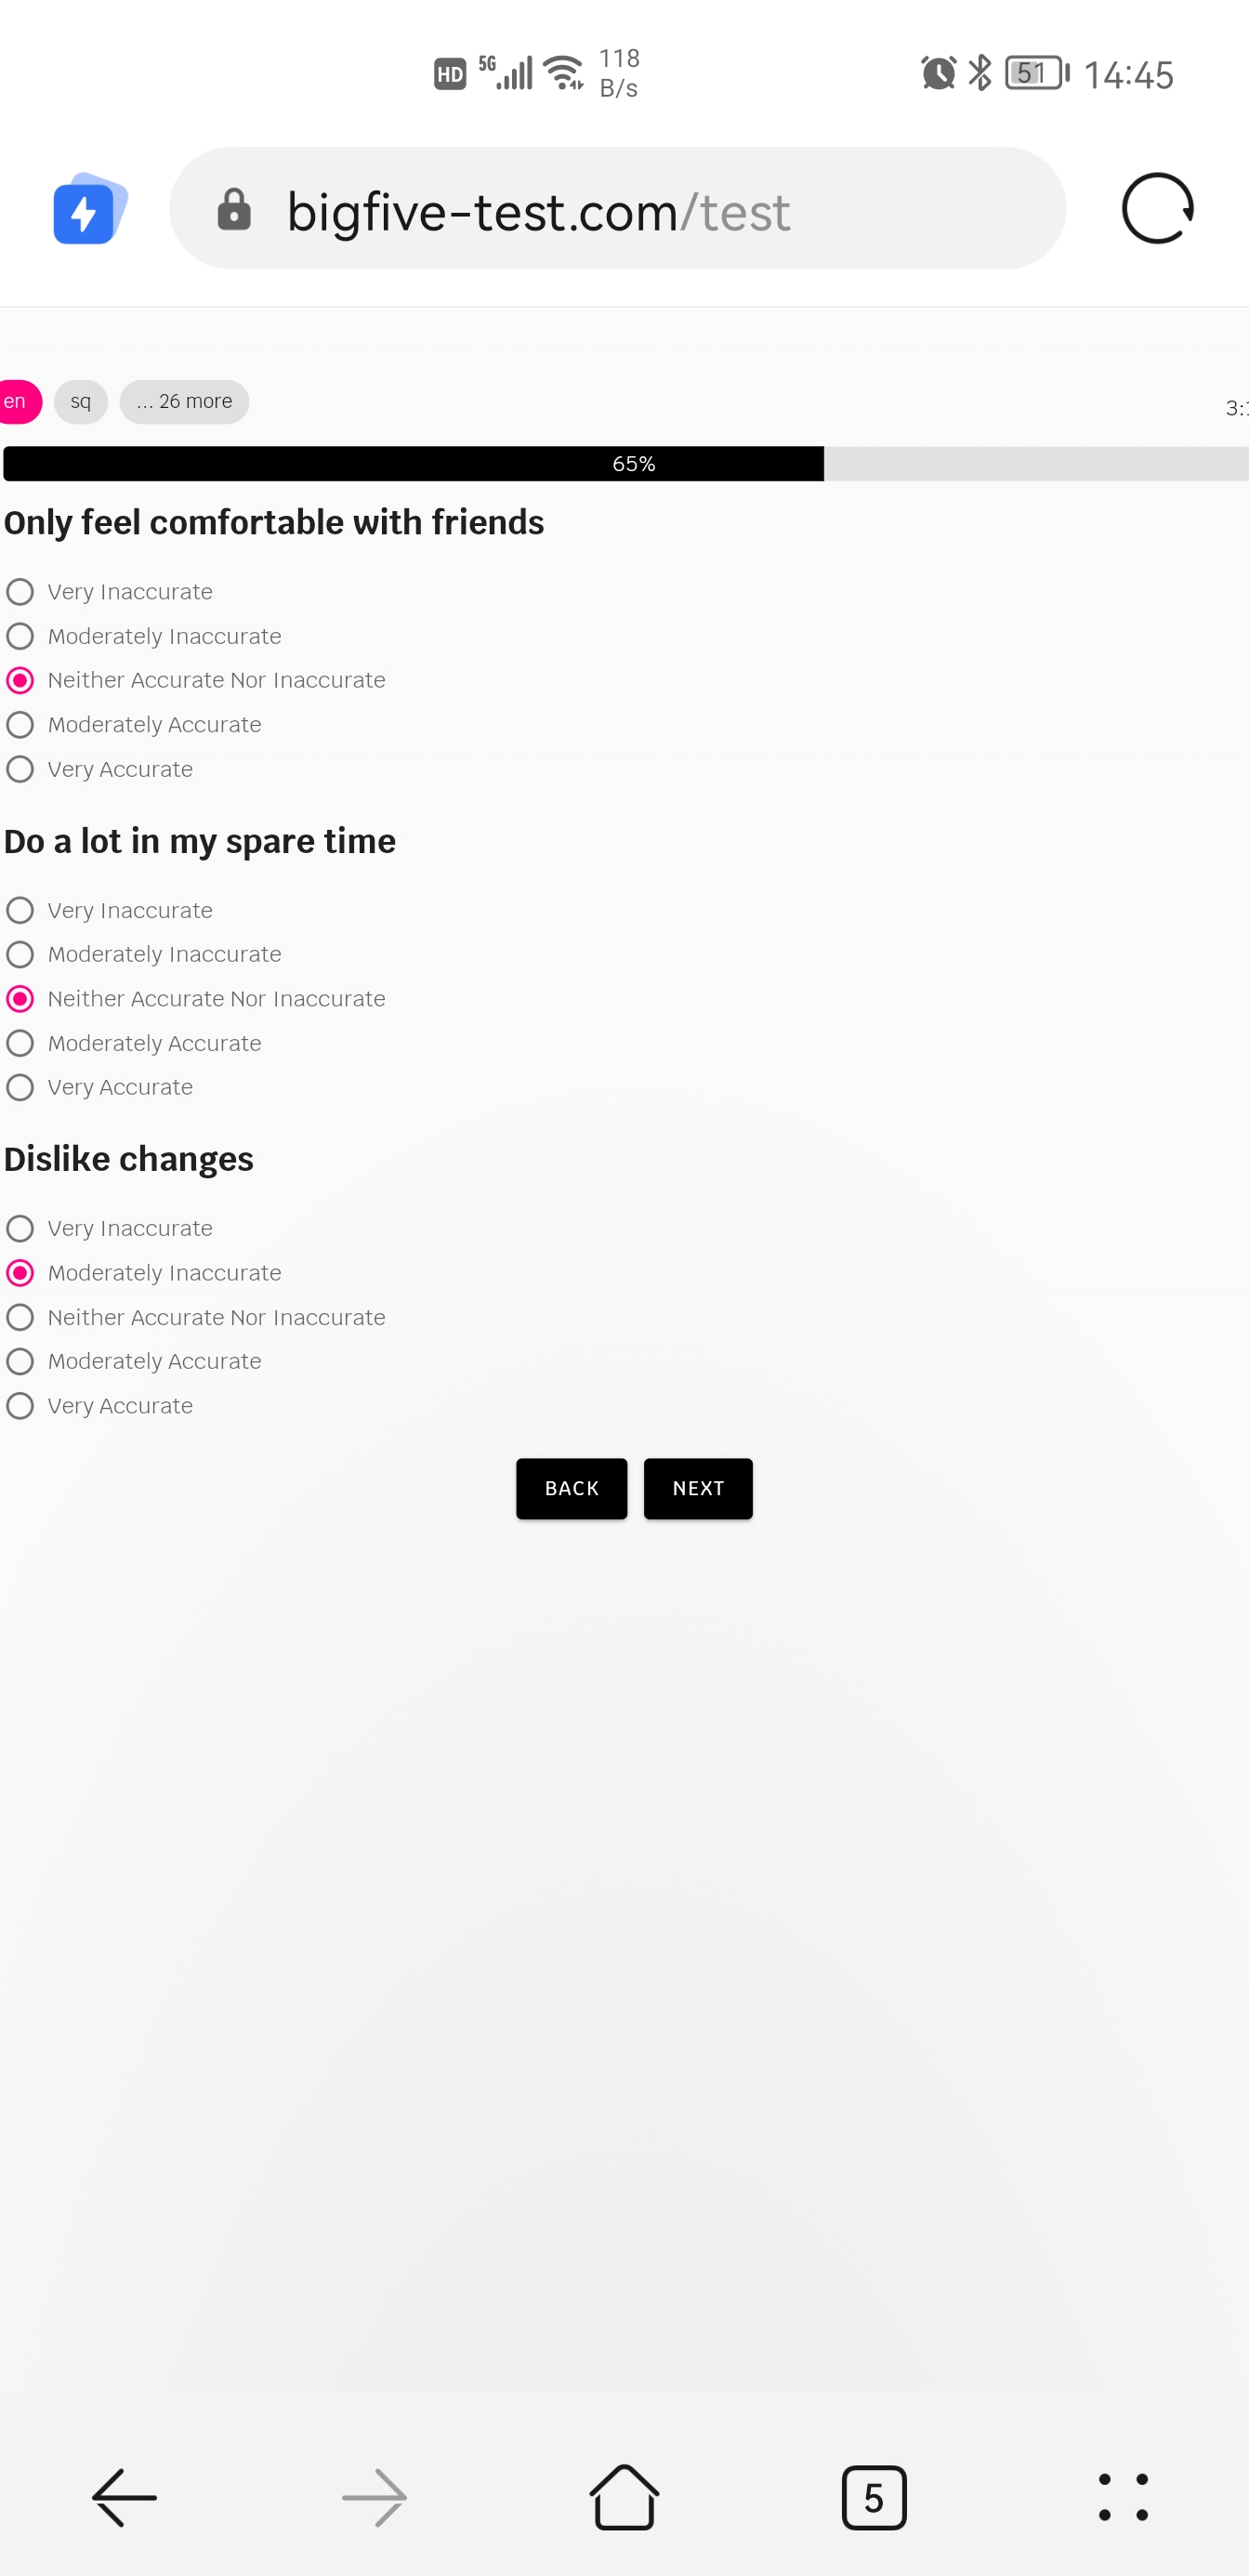 HD 5G 118 B/s 51 14:45
bigfive-test.com/test
en sq ... 26 more
65%
Only feel comfortable with friends
Very Inaccurate
Moderately Inaccurate
Neither Accurate Nor Inaccurate
Moderately Accurate
Very Accurate
Do a lot in my spare time
Very Inaccurate
Moderately Inaccurate
Neither Accurate Nor Inaccurate
Moderately Accurate
Very Accurate
Dislike changes
Very Inaccurate
Moderately Inaccurate
Neither Accurate Nor Inaccurate
Moderately Accurate
Very Accurate
BACK NEXT
5